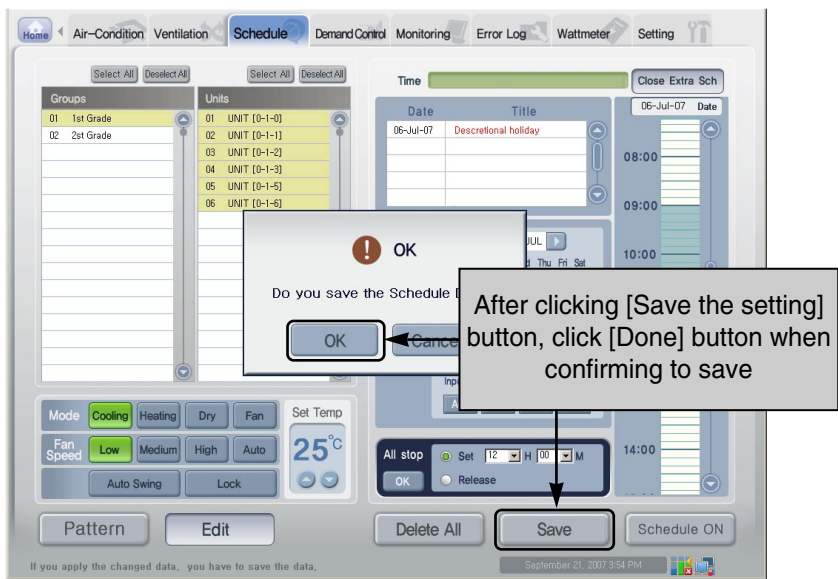 Home Air-Condition Ventilation Schedule Demand Control Monitoring Error Log Wattmeter Setting
Select All Deselect All Select All Deselect All
Groups Units
01 1st Grade
02 2st Grade
01 UNIT [0-1-0]
02 UNIT [0-1-1]
03 UNIT [0-1-2]
04 UNIT [0-1-3]
05 UNIT [0-1-5]
06 UNIT [0-1-6]
Time
Close Extra Sch
Date Title
06-Jul-07 Descretional holiday
06-Jul-07 Date
08:00
09:00
10:00
14:00
JUL
Thu Fri Sat
OK
Do you save the Schedule
OK
After clicking [Save the setting]
button, click [Done] button when
confirming to save
Mode Cooling Heating Dry Fan
Fan Speed Low Medium High Auto
Auto Swing Lock
Set Temp
25°C
All stop Set 12 H 00 M
OK Release
Pattern Edit Delete All Save Schedule ON
If you apply the changed data, you have to save the data.
September 21, 2007 3:54 PM